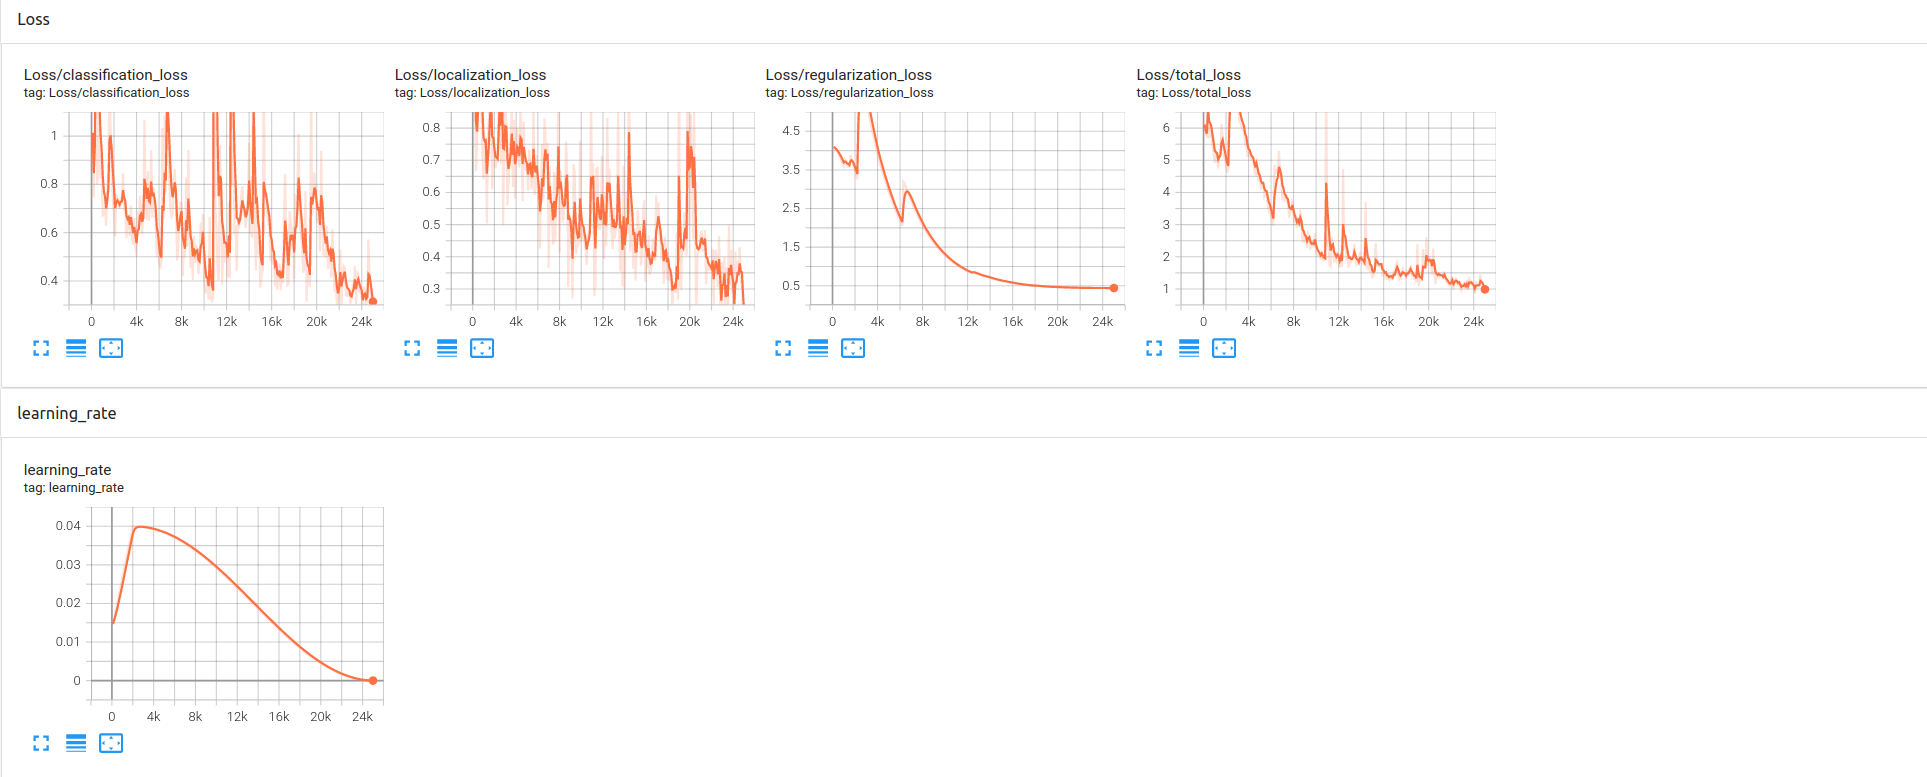 Loss
Loss/classification_loss
tag: Loss/classification_loss
1
0.8
0.6
0.4
0 4k 8k 12k 16k 20k 24k
Loss/localization_loss
tag: Loss/localization_loss
0.8
0.7
0.6
0.5
0.4
0.3
0 4k 8k 12k 16k 20k 24k
Loss/regularization_loss
tag: Loss/regularization_loss
4.5
3.5
2.5
1.5
0.5
0 4k 8k 12k 16k 20k 24k
Loss/total_loss
tag: Loss/total_loss
6
5
4
3
2
1
0 4k 8k 12k 16k 20k 24k
learning_rate
learning_rate
tag: learning_rate
0.04
0.03
0.02
0.01
0
0 4k 8k 12k 16k 20k 24k